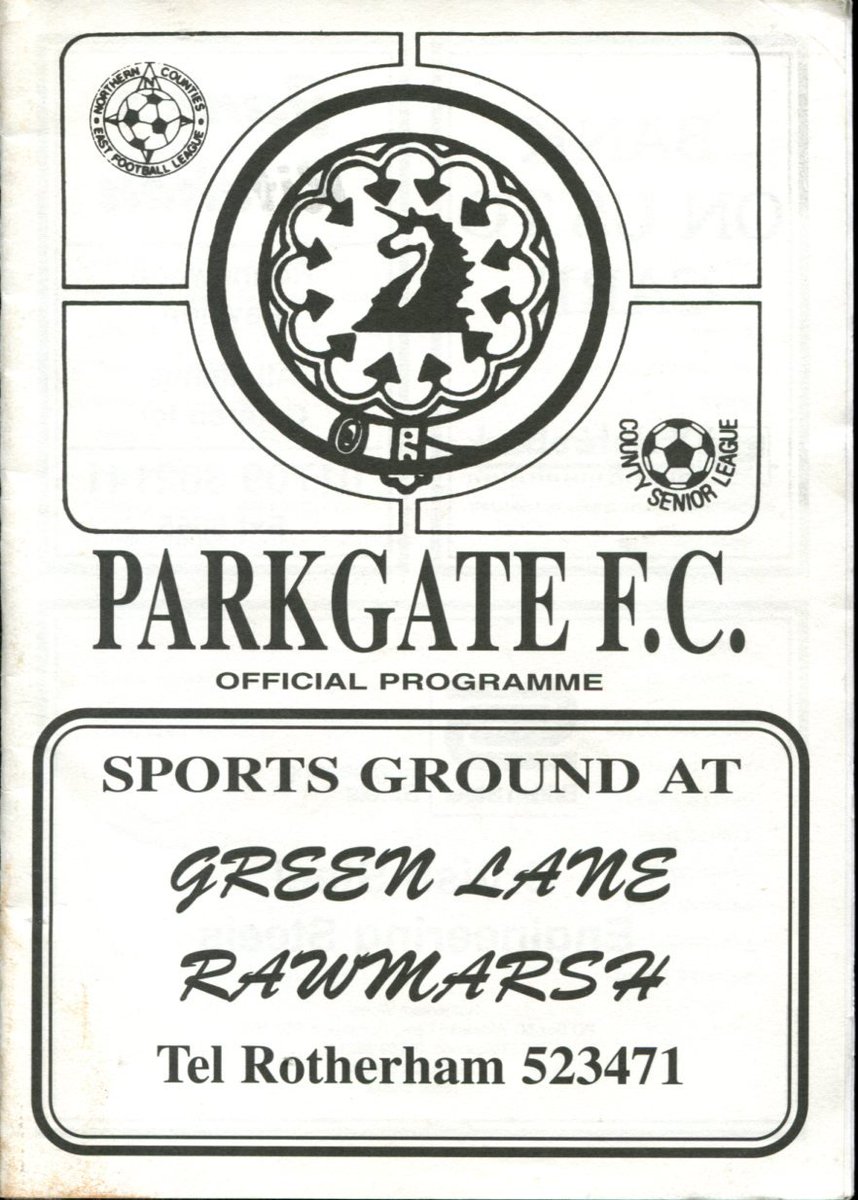 NORTHERN COUNTIES
EAST FOOTBALL LEAGUE
N
COUNTY SENIOR LEAGUE
PARKGATE F.C.
OFFICIAL PROGRAMME
SPORTS GROUND AT
GREEN LANE
RAWMARSH
Tel Rotherham 523471